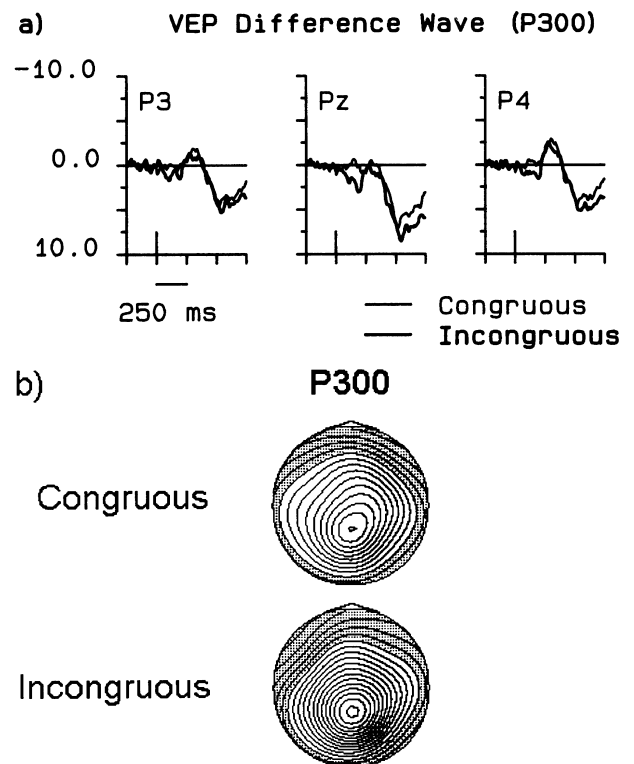 a) VEP Difference Wave (P300)
-10.0
P3 Pz P4
0.0
10.0
250 ms
Congruous
Incongruous
b) P300
Congruous
Incongruous